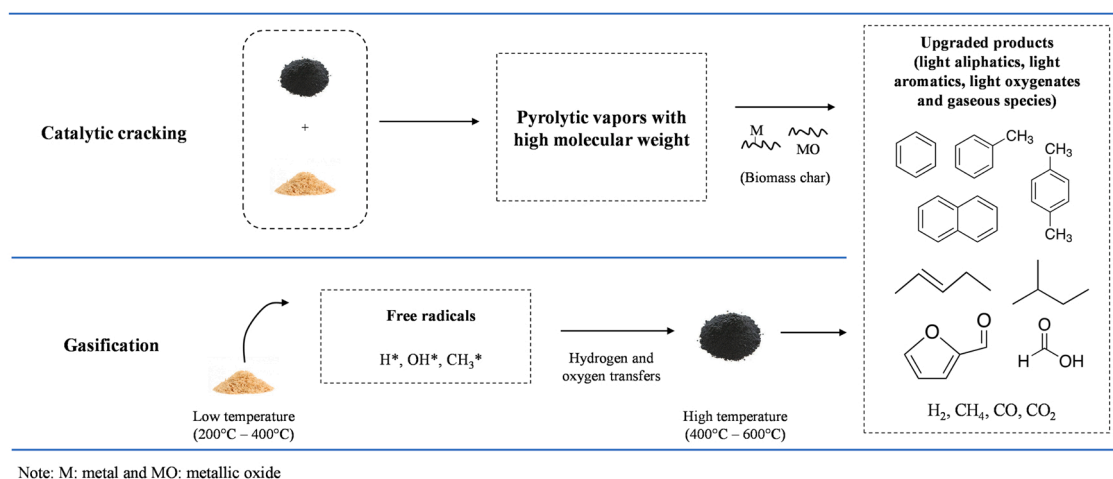 Catalytic cracking
+
Pyrolytic vapors with
high molecular weight
M
MO
(Biomass char)
Upgraded products
(light aliphatics, light
aromatics, light oxygenates
and gaseous species)
CH₃
CH₃
CH₃
O
O
O
H
OH
H₂, CH₄, CO, CO₂
Gasification
Low temperature
(200°C – 400°C)
Free radicals
H*, OH*, CH₃*
Hydrogen and
oxygen transfers
High temperature
(400°C – 600°C)
Note: M: metal and MO: metallic oxide